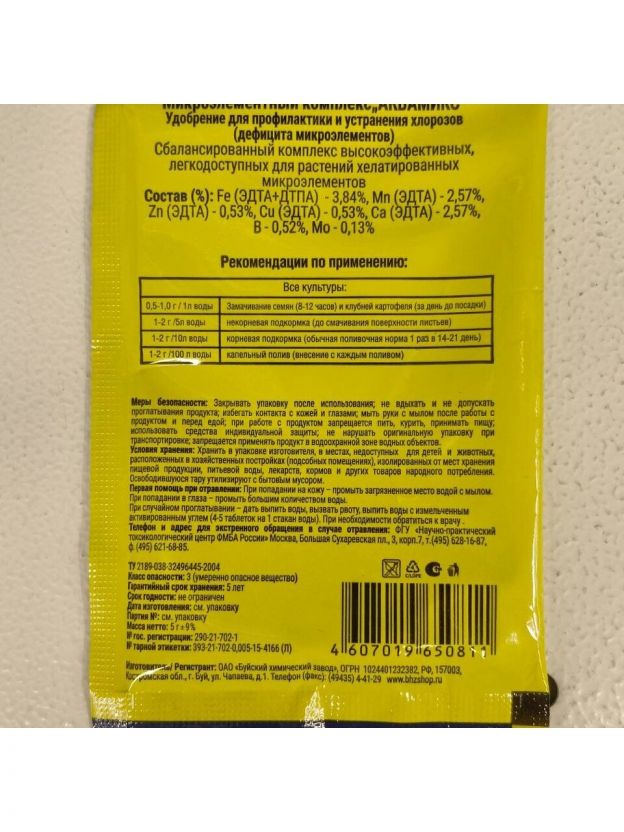 Микроэлементный комплекс „АКВАМИКС"
Удобрение для профилактики и устранения хлорозов
(дефицита микроэлементов)
Сбалансированный комплекс высокоэффективных,
легкодоступных для растений хелатированных
микроэлементов
Состав (%): Fe (ЭДТА+ДТПА) - 3,84%, Mn (ЭДТА) - 2,57%,
Zn (ЭДТА) - 0,53%, Cu (ЭДТА) - 0,53%, Ca (ЭДТА) - 2,57%,
B - 0,52%, Mo - 0,13%
Рекомендации по применению:
Все культуры:
0,5-1,0 г / 1л воды Замачивание семян (8-12 часов) и клубней картофеля (за день до посадки)
1-2 г /5л воды некорневая подкормка (до смачивания поверхности листьев)
1-2 г /10л воды корневая подкормка (обычная поливочная норма 1 раз в 14-21 день)
1-2 г /100 л воды капельный полив (внесение с каждым поливом)
Меры безопасности: Закрывать упаковку после использования; не вдыхать и не допускать
проглатывания продукта; избегать контакта с кожей и глазами; мыть руки с мылом после работы с
продуктом и перед едой; при работе с продуктом запрещается пить, курить, принимать пищу;
использовать средства индивидуальной защиты; не нарушать оригинальную упаковку при
транспортировке; запрещается применять продукт в водоохранной зоне водных объектов.
Условия хранения: Хранить в упаковке изготовителя, в местах, недоступных для детей и животных,
расположенных в хозяйственных постройках (подсобных помещениях), изолированных от мест хранения
пищевой продукции, питьевой воды, лекарств, кормов и других товаров народного потребления.
Освободившуюся тару утилизируют с бытовым мусором.
Первая помощь при отравлении: При попадании на кожу – промыть загрязненное место водой с мылом.
При попадании в глаза – промыть большим количеством воды.
При случайном проглатывании – дать выпить воды, вызвать рвоту, выпить воды с измельченным
активированным углем (4-5 таблеток на 1 стакан воды). При необходимости обратиться к врачу .
Телефон и адрес для экстренного обращения в случае отравления: ФГУ «Научно-практический
токсикологический центр ФМБА России» Москва, Большая Сухаревская пл., 3, корп.7, т.(495) 628-16-87,
ф. (495) 621-68-85.
ТУ 2189-038-32496445-2004
Класс опасности: 3 (умеренно опасное вещество)
Гарантийный срок хранения: 5 лет
Срок годности: не ограничен
Дата изготовления: см. упаковку
Партия №: см. упаковку
Масса нетто: 5 г±9%
№ гос. регистрации: 290-21-702-1
№ тарной этикетки: 393-21-702-0,005-15-4166 (Л)
C/LDPE
4 607019 650811
Изготовитель/ Регистрант: ОАО «Буйский химический завод», ОГРН 1024401232382, РФ, 157003,
Костромская обл., г. Буй, ул. Чапаева, д.1. Телефон (факс): (49435) 4-41-29 www.bhzshop.ru